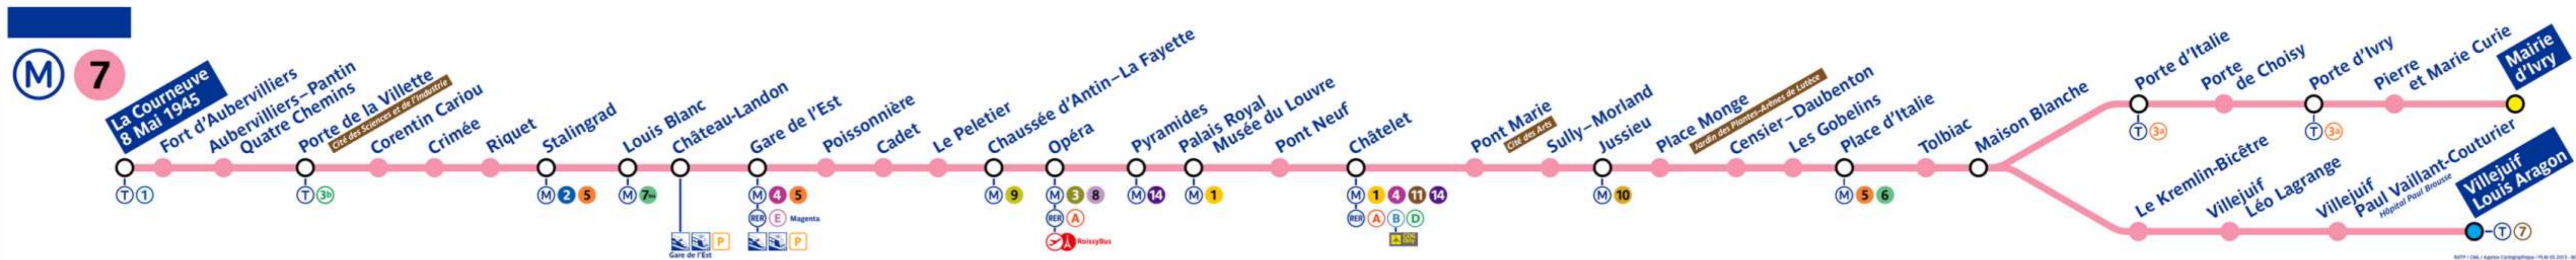 M 7
La Courneuve
8 Mai 1945
Fort d'Aubervilliers
Aubervilliers–Pantin
Quatre Chemins
Porte de la Villette
Cité des Sciences et de l'Industrie
Corentin Cariou
Crimée
Riquet
Stalingrad
Louis Blanc
Château-Landon
Gare de l'Est
Poissonnière
Cadet
Le Peletier
Chaussée d'Antin–La Fayette
Opéra
Pyramides
Palais Royal
Musée du Louvre
Pont Neuf
Châtelet
Pont Marie
Cité des Arts
Sully–Morland
Jussieu
Place Monge
Jardin des Plantes-Arènes de Lutèce
Censier–Daubenton
Les Gobelins
Place d'Italie
Tolbiac
Maison Blanche
Porte d'Italie
Porte
de Choisy
Porte d'Ivry
Pierre
et Marie Curie
Mairie
d'Ivry
T 3a
T 3a
Le Kremlin-Bicêtre
Villejuif
Léo Lagrange
Villejuif
Paul Vaillant-Couturier
Hôpital Paul Brousse
Villejuif
Louis Aragon
T 7
T 1
T 3b
M 2 5
M 7bis
P
Gare de l'Est
M 4 5
RER E Magenta
P
M 9
M 3 8
RER A
RoissyBus
M 14
M 1
M 1 4 11 14
RER A B D
M 10
M 5 6